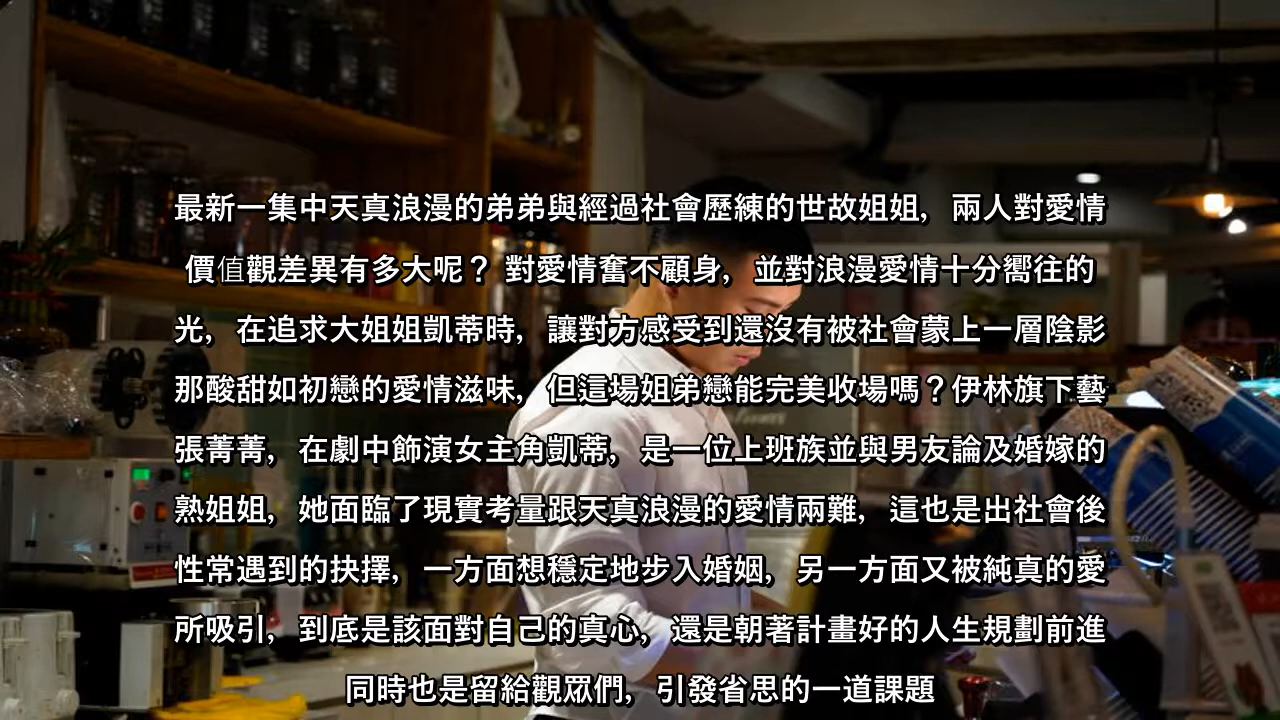 最新一集中天真浪漫的弟弟與經過社會歷練的世故姐姐，兩人對愛情
價值觀差異有多大呢？ 對愛情奮不顧身，並對浪漫愛情十分嚮往的
光，在追求大姐姐凱蒂時，讓對方感受到還沒有被社會蒙上一層陰影
那酸甜如初戀的愛情滋味，但這場姐弟戀能完美收場嗎？伊林旗下藝
張菁菁，在劇中飾演女主角凱蒂，是一位上班族並與男友論及婚嫁的
熟姐姐，她面臨了現實考量跟天真浪漫的愛情兩難，這也是出社會後
性常遇到的抉擇，一方面想穩定地步入婚姻，另一方面又被純真的愛
所吸引，到底是該面對自己的真心，還是朝著計畫好的人生規劃前進
同時也是留給觀眾們，引發省思的一道課題